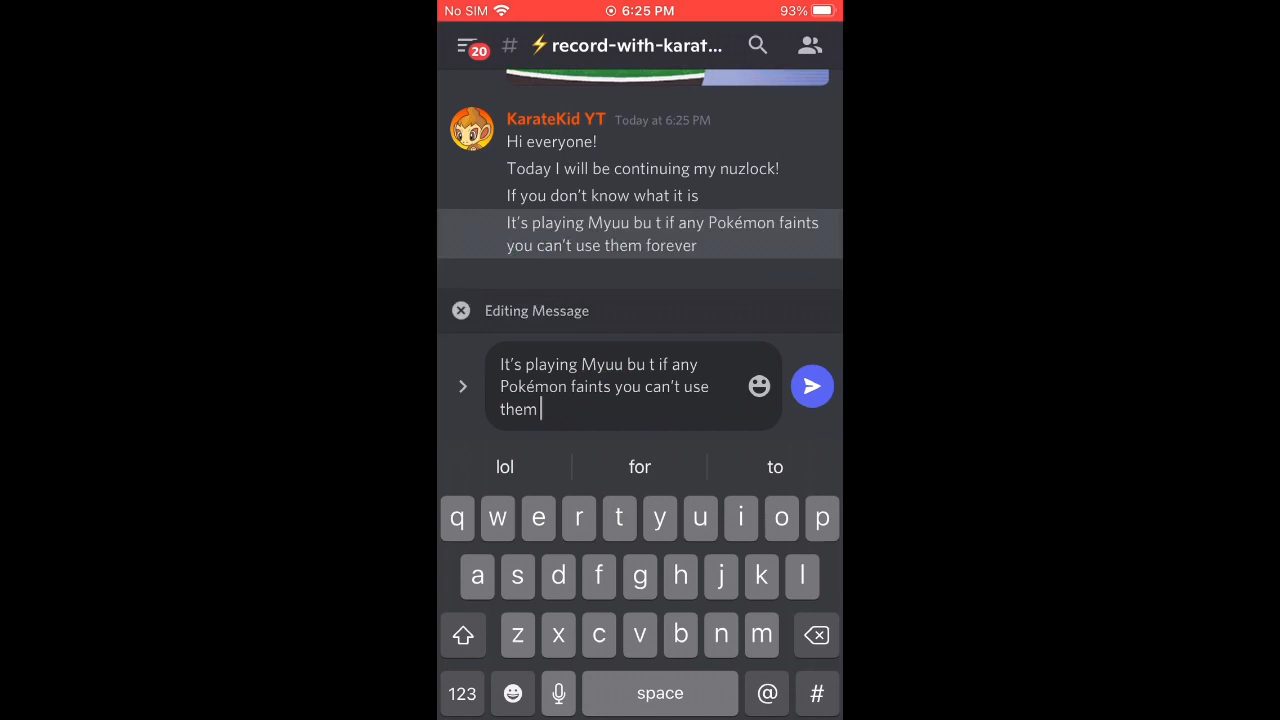 No SIM 6:25 PM 93%
20 # ⚡record-with-karat...
KarateKid YT Today at 6:25 PM
Hi everyone!
Today I will be continuing my nuzlock!
If you don’t know what it is
It’s playing Myuu bu t if any Pokémon faints
you can’t use them forever
Editing Message
It’s playing Myuu bu t if any
Pokémon faints you can’t use
them
lol for to
q w e r t y u i o p
a s d f g h j k l
z x c v b n m
123 space @ #